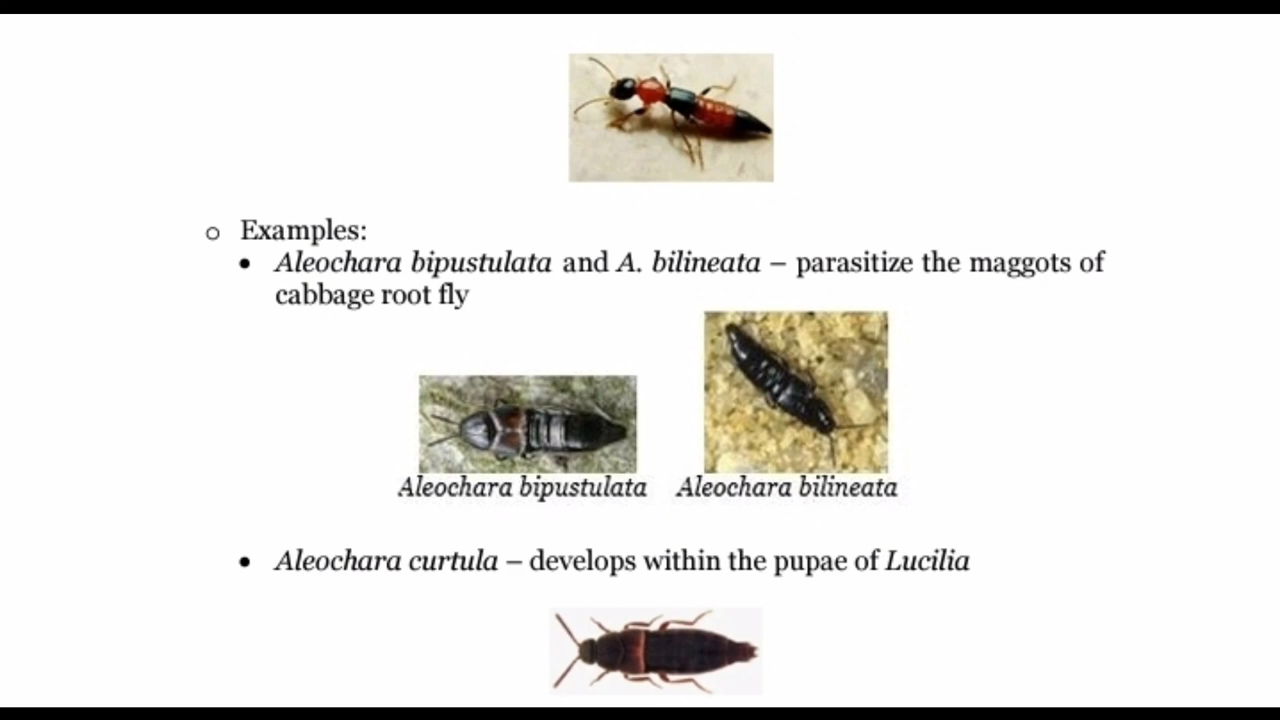 o Examples:
• Aleochara bipustulata and A. bilineata – parasitize the maggots of
cabbage root fly
Aleochara bipustulata Aleochara bilineata
• Aleochara curtula – develops within the pupae of Lucilia